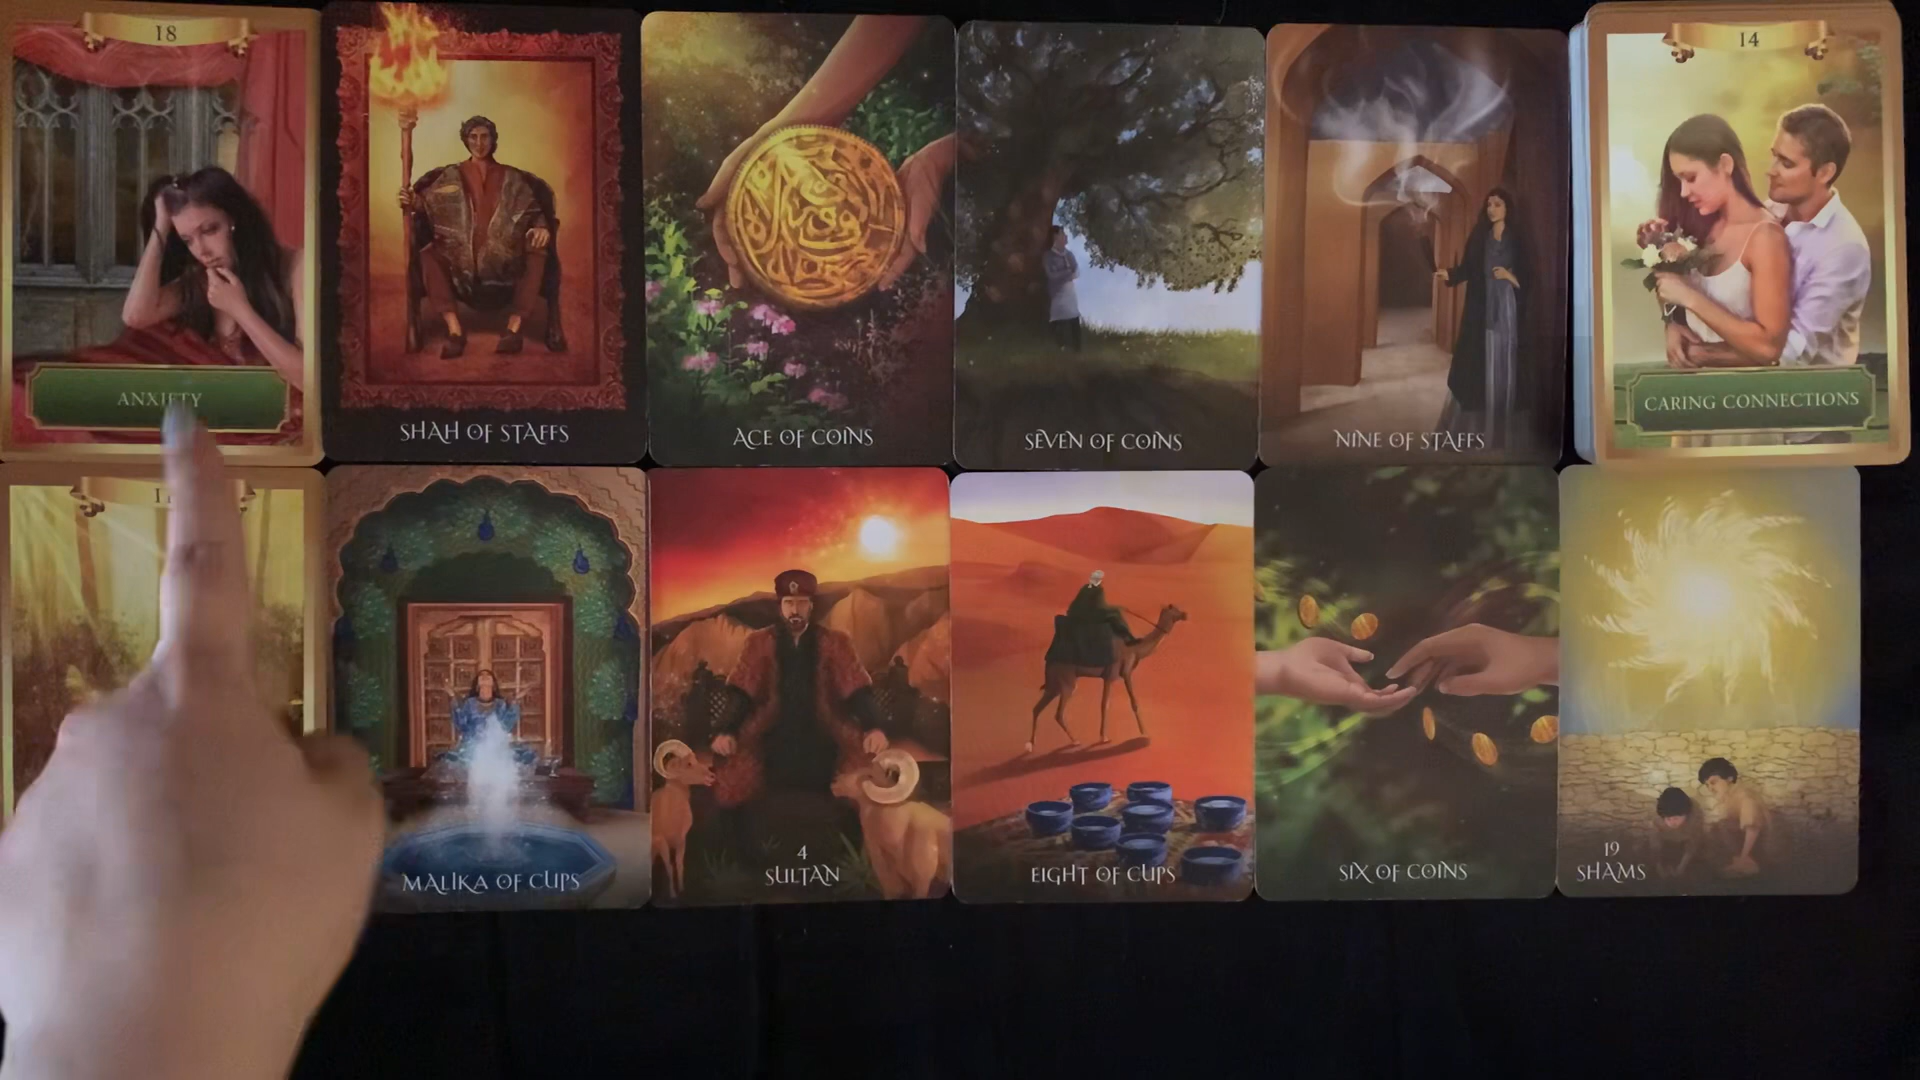 18
ANXIETY
SHAH OF STAFFS
ACE OF COINS
SEVEN OF COINS
NINE OF STAFFS
14
CARING CONNECTIONS
MALIKA OF CUPS
4
SULTAN
EIGHT OF CUPS
SIX OF COINS
19
SHAMS